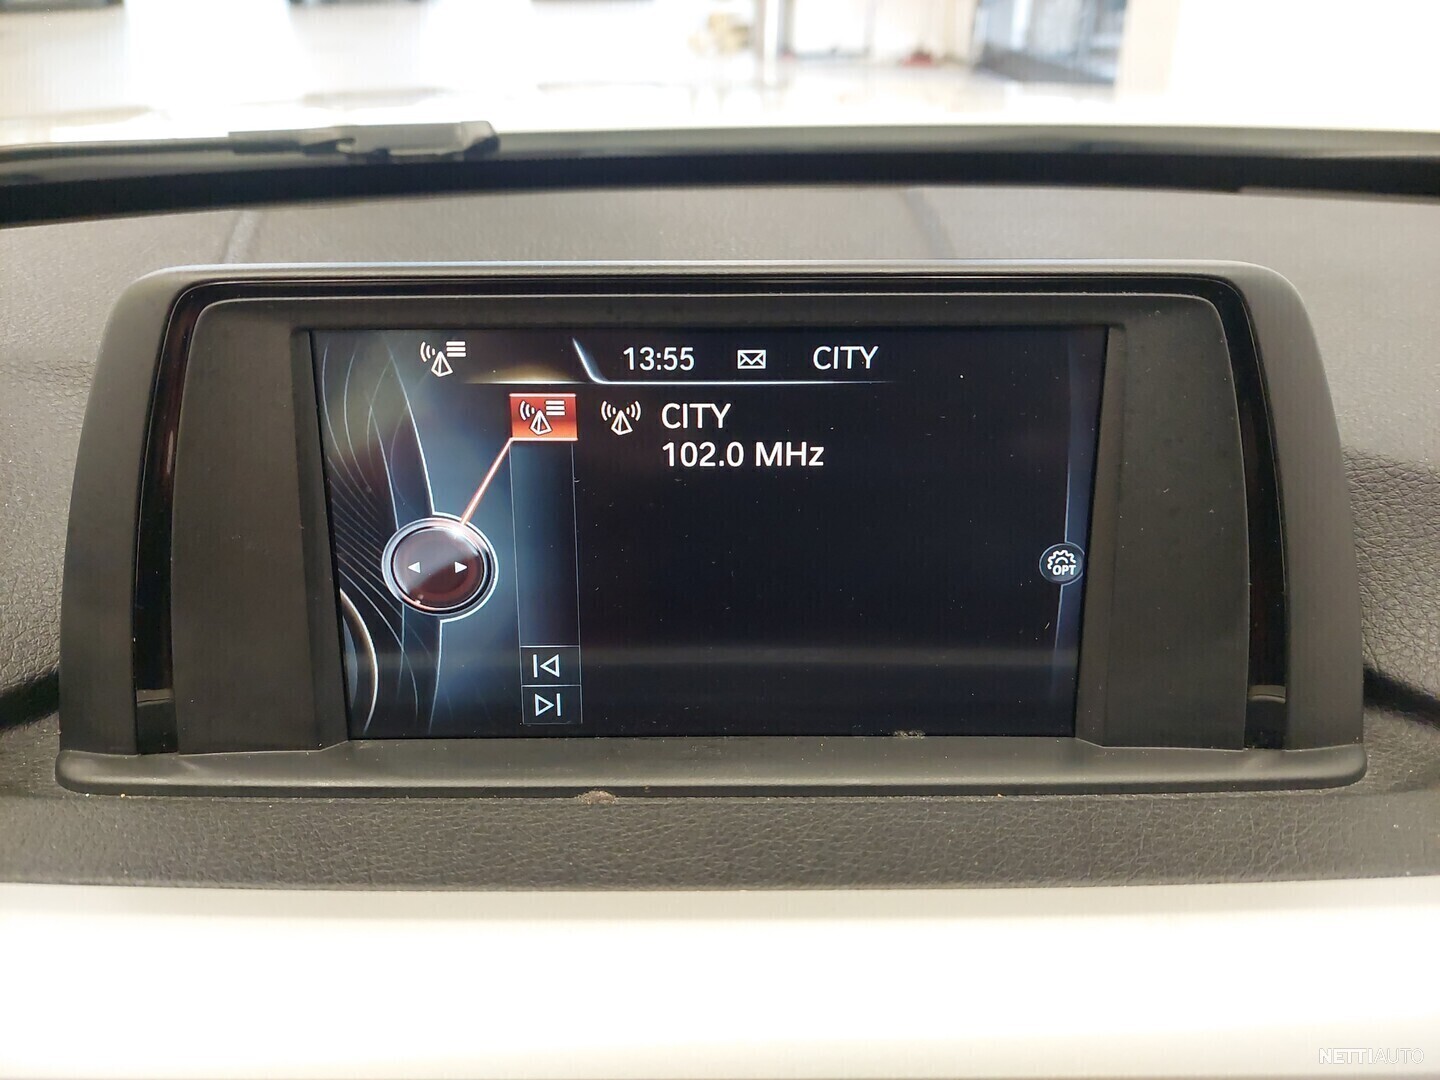 13:55 CITY
CITY
102.0 MHz
OPT
NETTIAUTO